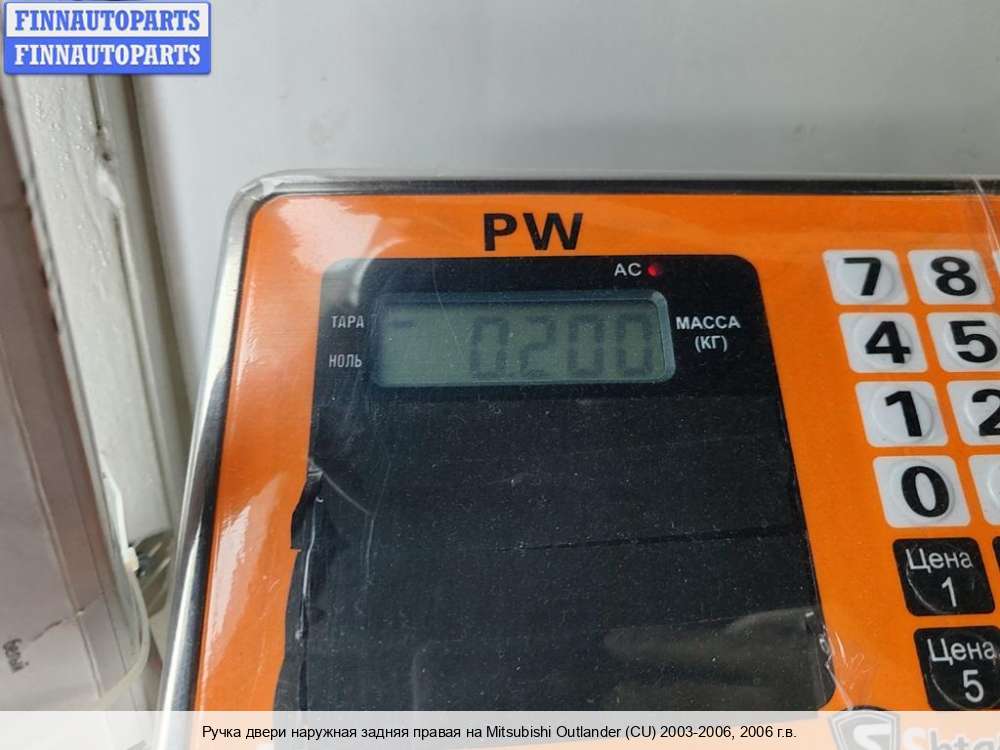 FINNAUTOPARTS
FINNAUTOPARTS
PW
AC
ТАРА
НОЛЬ
0.200
МАССА
(КГ)
7 8
4 5
1 2
0
Цена
1
Цена
5
Ручка двери наружная задняя правая на Mitsubishi Outlander (CU) 2003-2006, 2006 г.в.